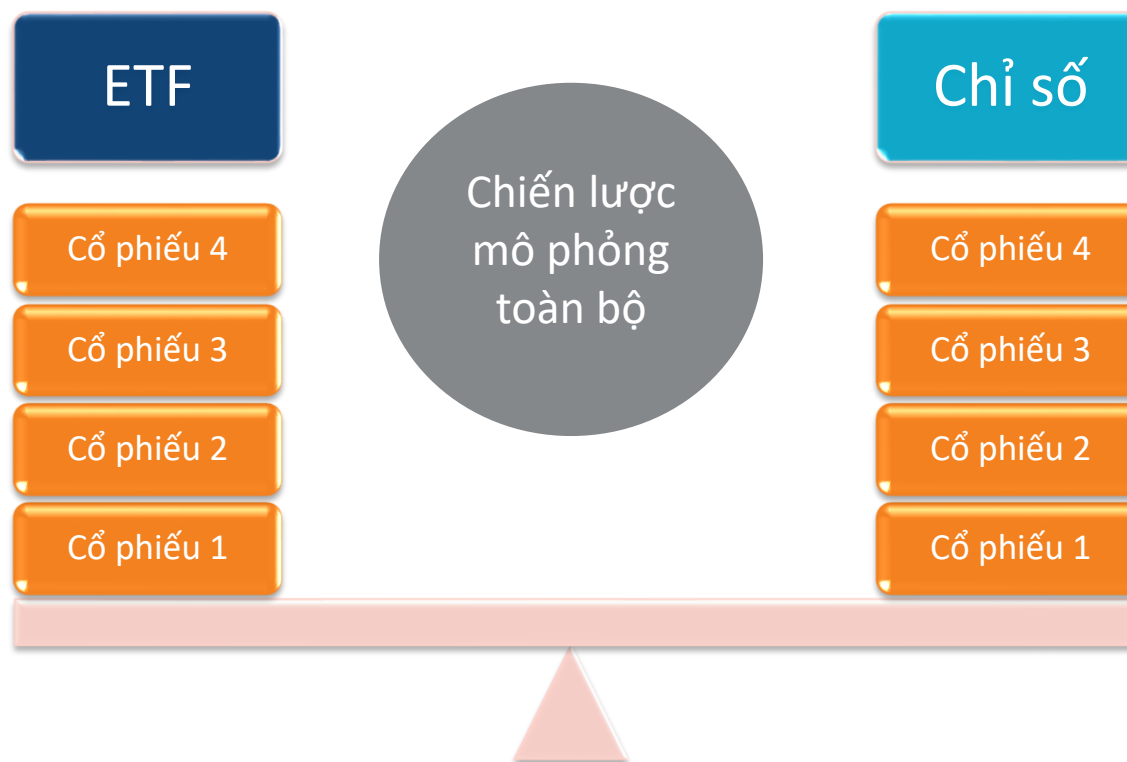 ETF
Chỉ số
Chiến lược
mô phỏng
toàn bộ
Cổ phiếu 4
Cổ phiếu 4
Cổ phiếu 3
Cổ phiếu 3
Cổ phiếu 2
Cổ phiếu 2
Cổ phiếu 1
Cổ phiếu 1